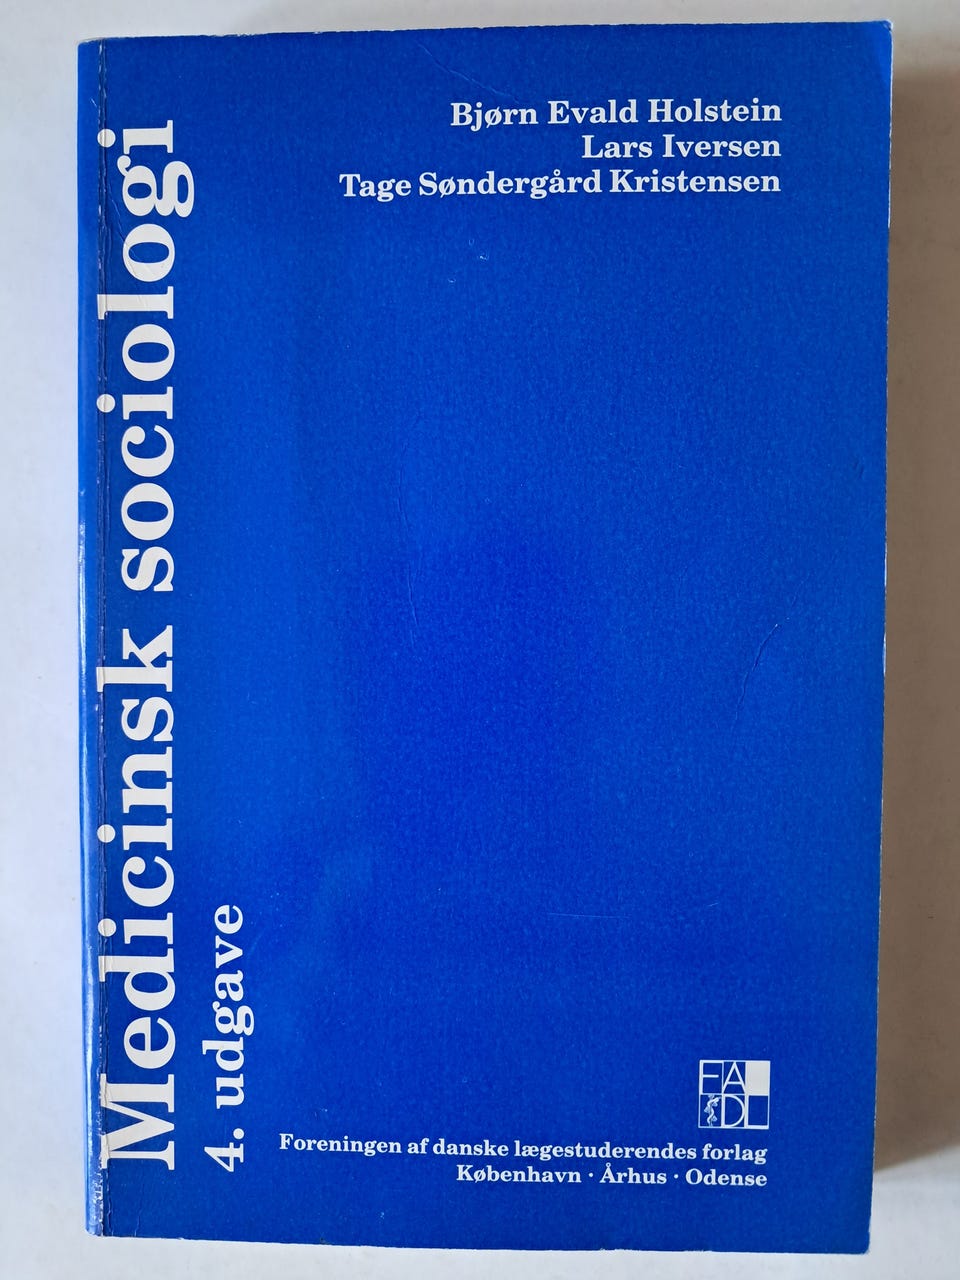 Bjørn Evald Holstein
Lars Iversen
Tage Søndergård Kristensen
Medicinsk sociologi
4. udgave
FADL
Foreningen af danske lægestuderendes forlag
København · Århus · Odense